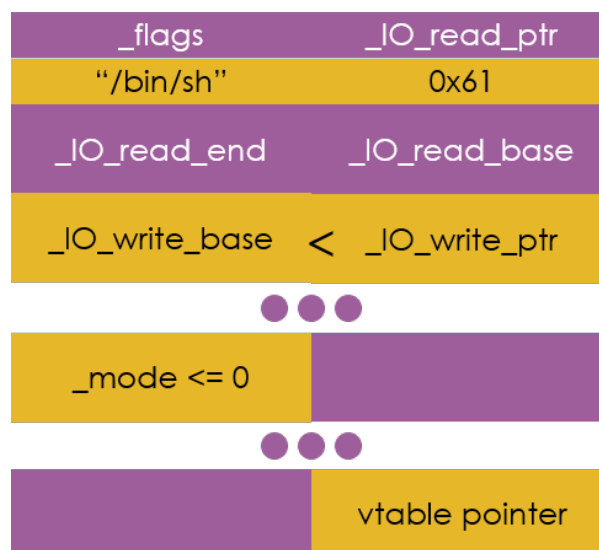 _flags _IO_read_ptr
“/bin/sh” 0x61
_IO_read_end _IO_read_base
_IO_write_base < _IO_write_ptr
_mode <= 0
vtable pointer